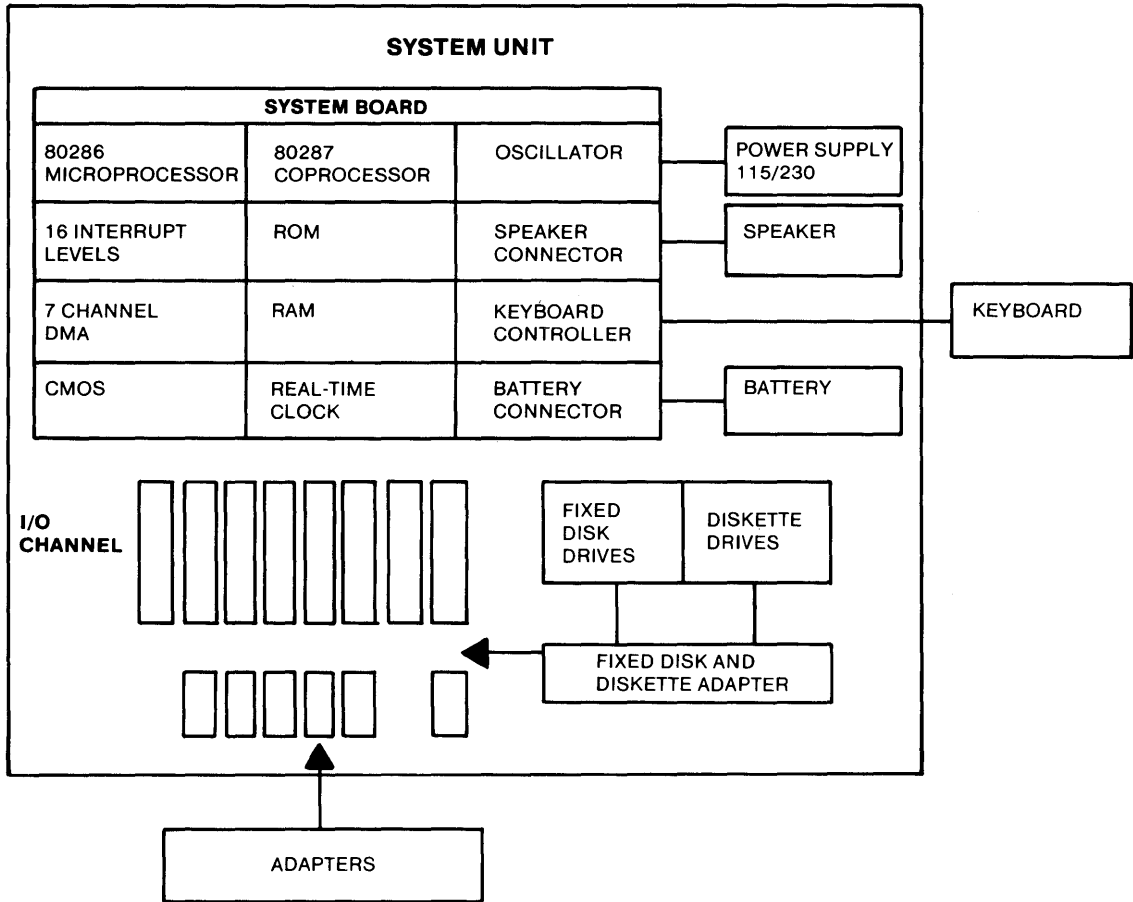 SYSTEM UNIT
SYSTEM BOARD
80286
MICROPROCESSOR
80287
COPROCESSOR
OSCILLATOR
POWER SUPPLY
115/230
16 INTERRUPT
LEVELS
ROM
SPEAKER
CONNECTOR
SPEAKER
7 CHANNEL
DMA
RAM
KEYBOARD
CONTROLLER
KEYBOARD
CMOS
REAL-TIME
CLOCK
BATTERY
CONNECTOR
BATTERY
I/O
CHANNEL
FIXED
DISK
DRIVES
DISKETTE
DRIVES
FIXED DISK AND
DISKETTE ADAPTER
ADAPTERS